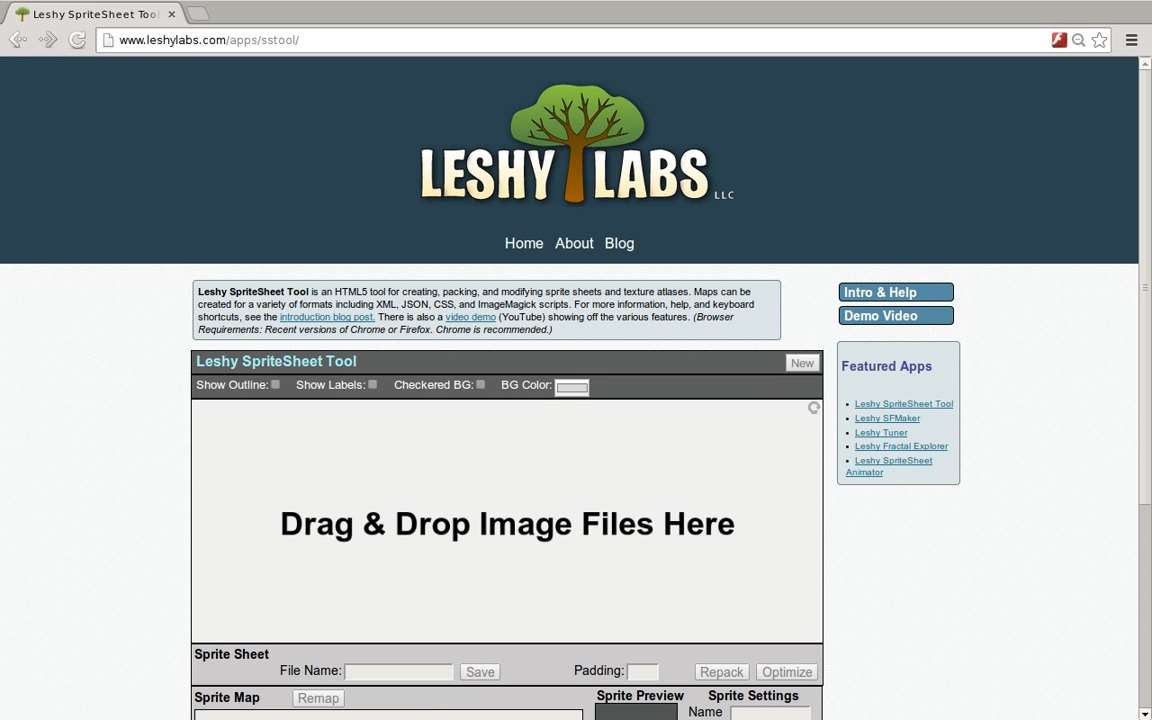 Leshy SpriteSheet Too
www.leshylabs.com/apps/sstool/
LESHY LABS LLC
Home About Blog
Leshy SpriteSheet Tool is an HTML5 tool for creating, packing, and modifying sprite sheets and texture atlases. Maps can be
created for a variety of formats including XML, JSON, CSS, and ImageMagick scripts. For more information, help, and keyboard
shortcuts, see the introduction blog post. There is also a video demo (YouTube) showing off the various features. (Browser
Requirements: Recent versions of Chrome or Firefox. Chrome is recommended.)
Intro & Help
Demo Video
Featured Apps
Leshy SpriteSheet Tool
Leshy SFMaker
Leshy Tuner
Leshy Fractal Explorer
Leshy SpriteSheet
Animator
Leshy SpriteSheet Tool New
Show Outline: Show Labels: Checkered BG: BG Color:
Drag & Drop Image Files Here
Sprite Sheet
File Name: Save Padding: Repack Optimize
Sprite Map Remap Sprite Preview Sprite Settings
Name